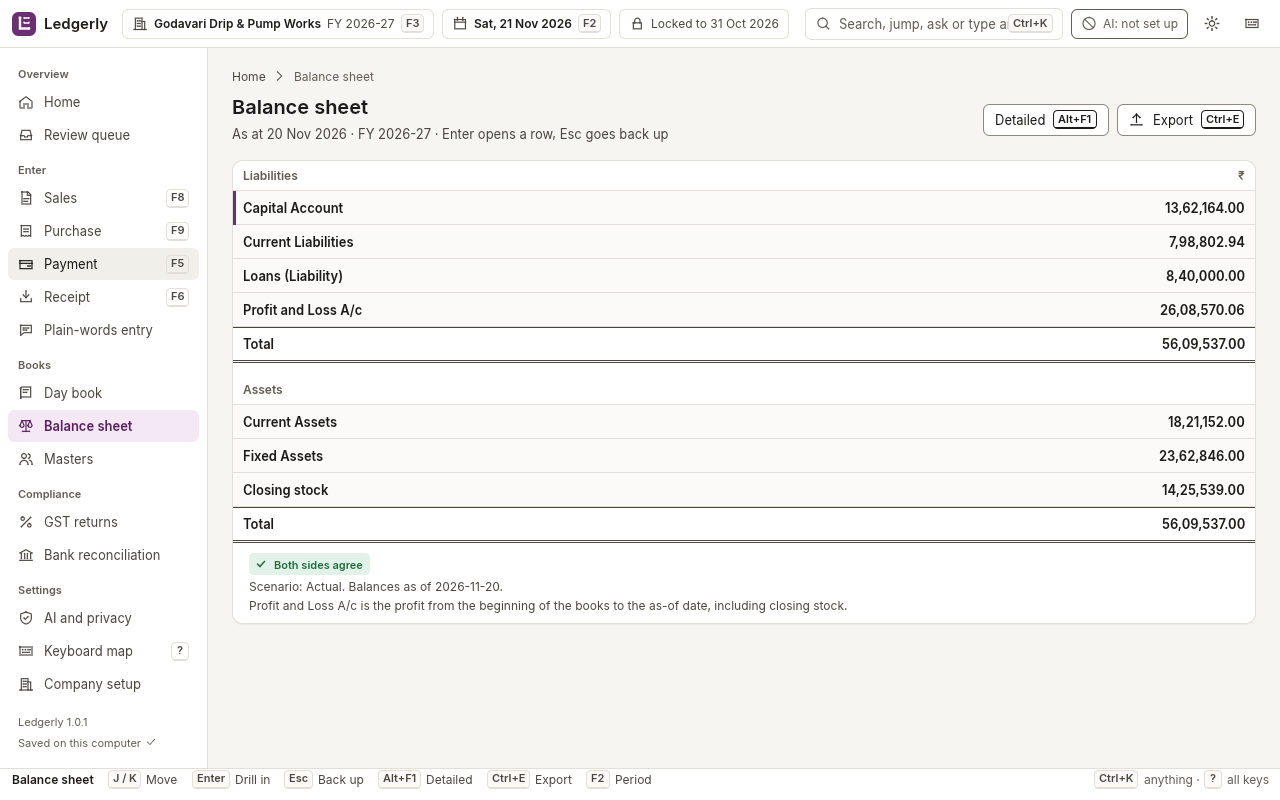 Ledgerly
Godavari Drip & Pump Works FY 2026-27 F3
Sat, 21 Nov 2026 F2
Locked to 31 Oct 2026
Search, jump, ask or type a Ctrl+K
AI: not set up
Overview
Home
Review queue
Enter
Sales F8
Purchase F9
Payment F5
Receipt F6
Plain-words entry
Books
Day book
Balance sheet
Masters
Compliance
GST returns
Bank reconciliation
Settings
AI and privacy
Keyboard map ?
Company setup
Ledgerly 1.0.1
Saved on this computer
Home Balance sheet
Balance sheet
As at 20 Nov 2026 · FY 2026-27 · Enter opens a row, Esc goes back up
Detailed Alt+F1
Export Ctrl+E
Liabilities ₹
Capital Account 13,62,164.00
Current Liabilities 7,98,802.94
Loans (Liability) 8,40,000.00
Profit and Loss A/c 26,08,570.06
Total 56,09,537.00
Assets
Current Assets 18,21,152.00
Fixed Assets 23,62,846.00
Closing stock 14,25,539.00
Total 56,09,537.00
Both sides agree
Scenario: Actual. Balances as of 2026-11-20.
Profit and Loss A/c is the profit from the beginning of the books to the as-of date, including closing stock.
Balance sheet J / K Move Enter Drill in Esc Back up Alt+F1 Detailed Ctrl+E Export F2 Period
Ctrl+K anything · ? all keys